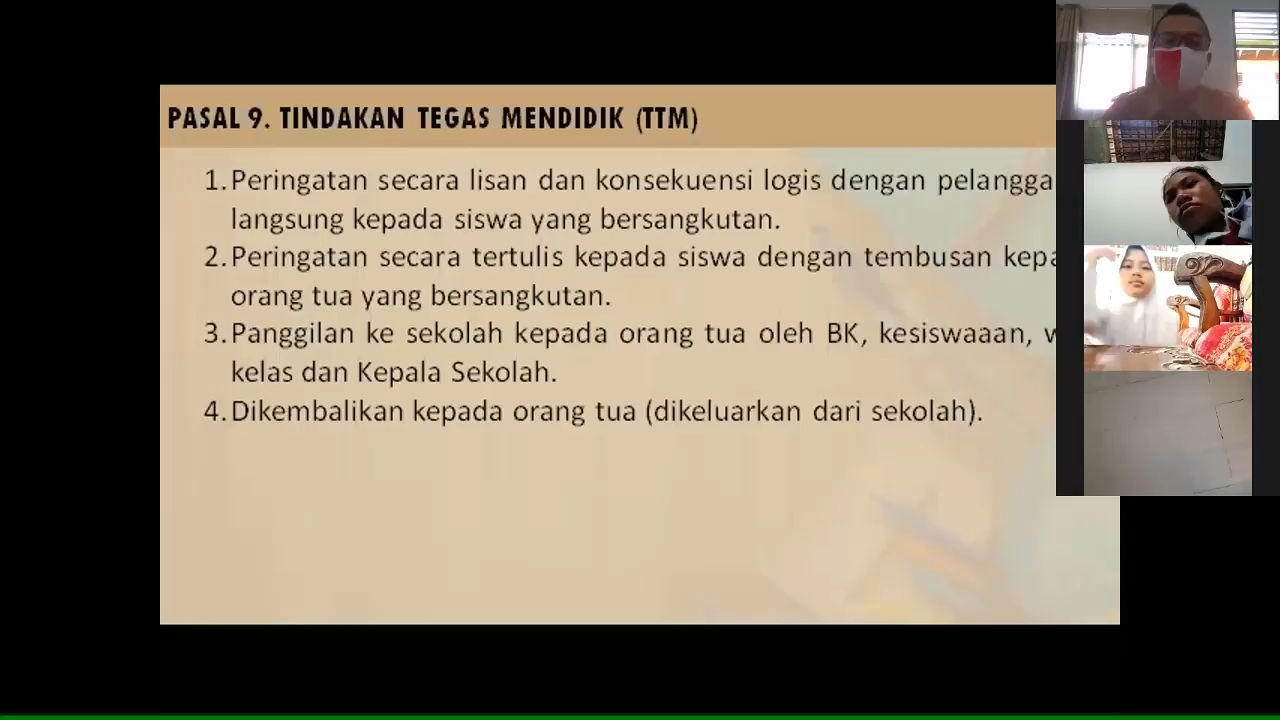 PASAL 9. TINDAKAN TEGAS MENDIDIK (TTM)
1. Peringatan secara lisan dan konsekuensi logis dengan
langsung kepada siswa yang bersangkutan.
2. Peringatan secara tertulis kepada siswa dengan tembusan
orang tua yang bersangkutan.
3. Panggilan ke sekolah kepada orang tua oleh BK, kesiswaaan,
kelas dan Kepala Sekolah.
4. Dikembalikan kepada orang tua (dikeluarkan dari sekolah).